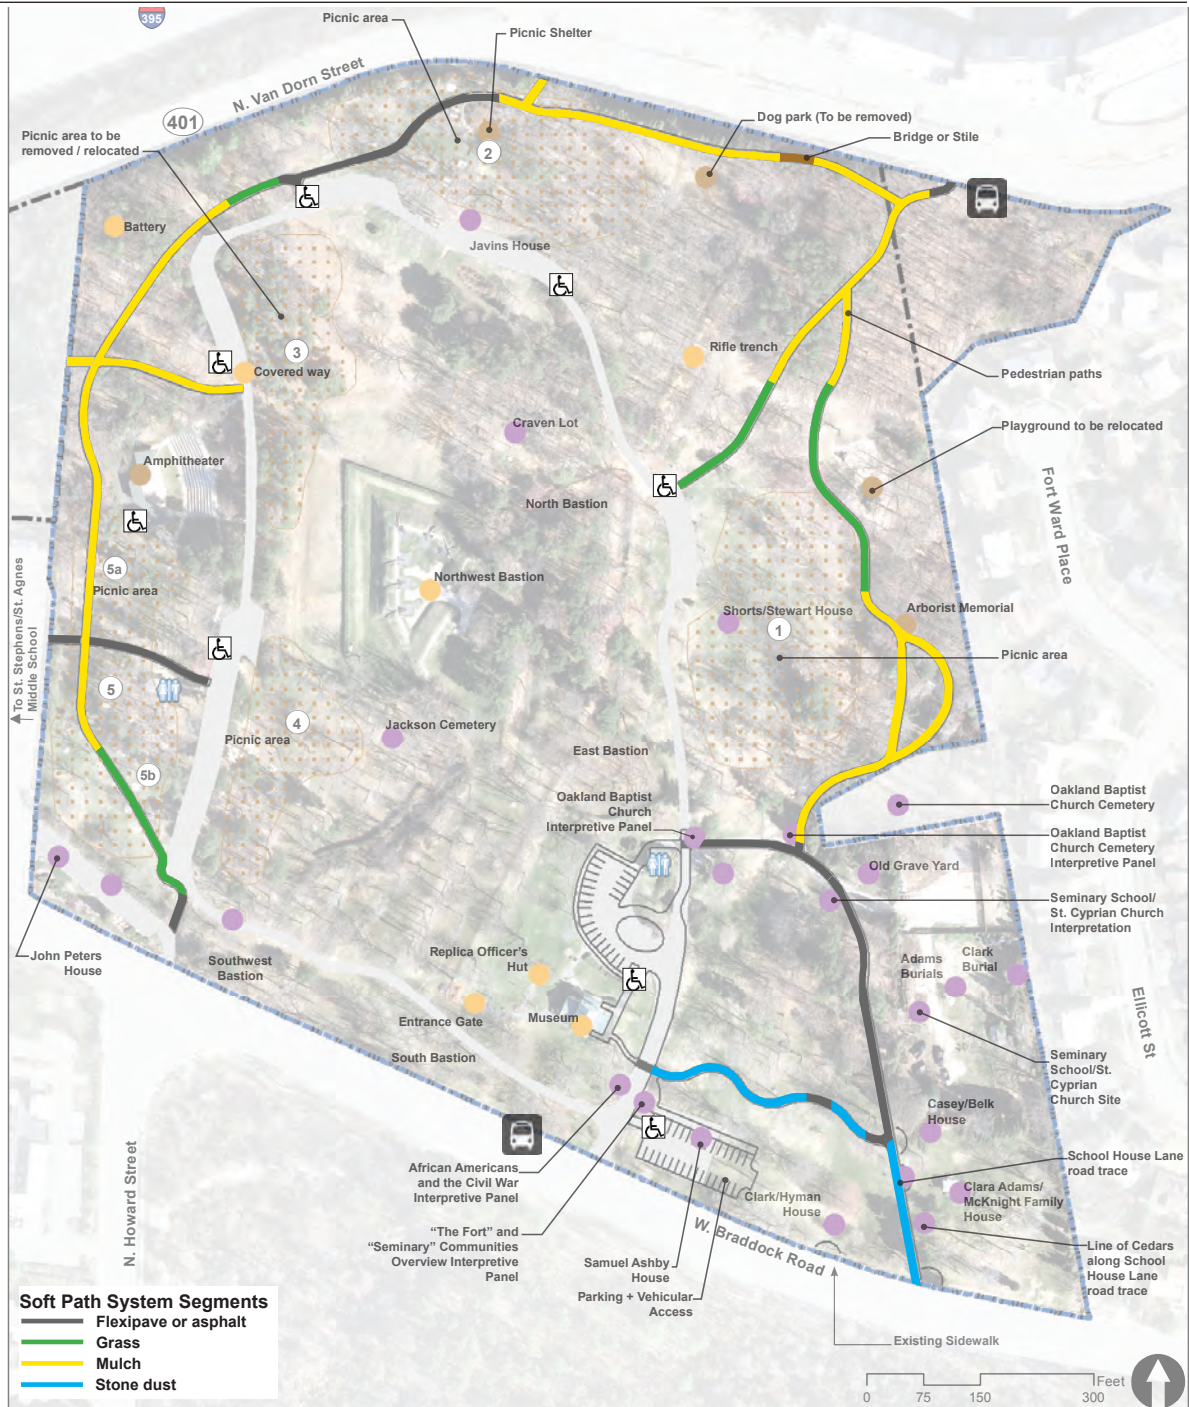 395
Picnic area
Picnic Shelter
N. Van Dorn Street
401
Picnic area to be
removed / relocated
Dog park (To be removed)
Bridge or Stile
2
Battery
Javins House
Rifle trench
3
Covered way
Pedestrian paths
Craven Lot
Playground to be relocated
Amphitheater
North Bastion
Fort Ward Place
5a
Picnic area
Northwest Bastion
To St. Stephens/St. Agnes
Middle School
Shorts/Stewart House
1
Arborist Memorial
Picnic area
5
4
Jackson Cemetery
Picnic area
East Bastion
5b
Oakland Baptist
Church
Interpretive Panel
Oakland Baptist
Church Cemetery
Oakland Baptist
Church Cemetery
Interpretive Panel
Old Grave Yard
Seminary School/
St. Cyprian Church
Interpretation
John Peters
House
Southwest
Bastion
Replica Officer's
Hut
Adams
Burials
Clark
Burial
Entrance Gate
Museum
Ellicott St
South Bastion
Seminary
School/St.
Cyprian
Church Site
Casey/Belk
House
School House Lane
road trace
African Americans
and the Civil War
Interpretive Panel
Clara Adams/
McKnight Family
House
Clark/Hyman
House
N. Howard Street
"The Fort" and
"Seminary" Communities
Overview Interpretive
Panel
W. Braddock Road
Samuel Ashby
House
Line of Cedars
along School
House Lane
road trace
Parking + Vehicular
Access
Existing Sidewalk
Soft Path System Segments
Flexipave or asphalt
Grass
Mulch
Stone dust
Feet
0 75 150 300